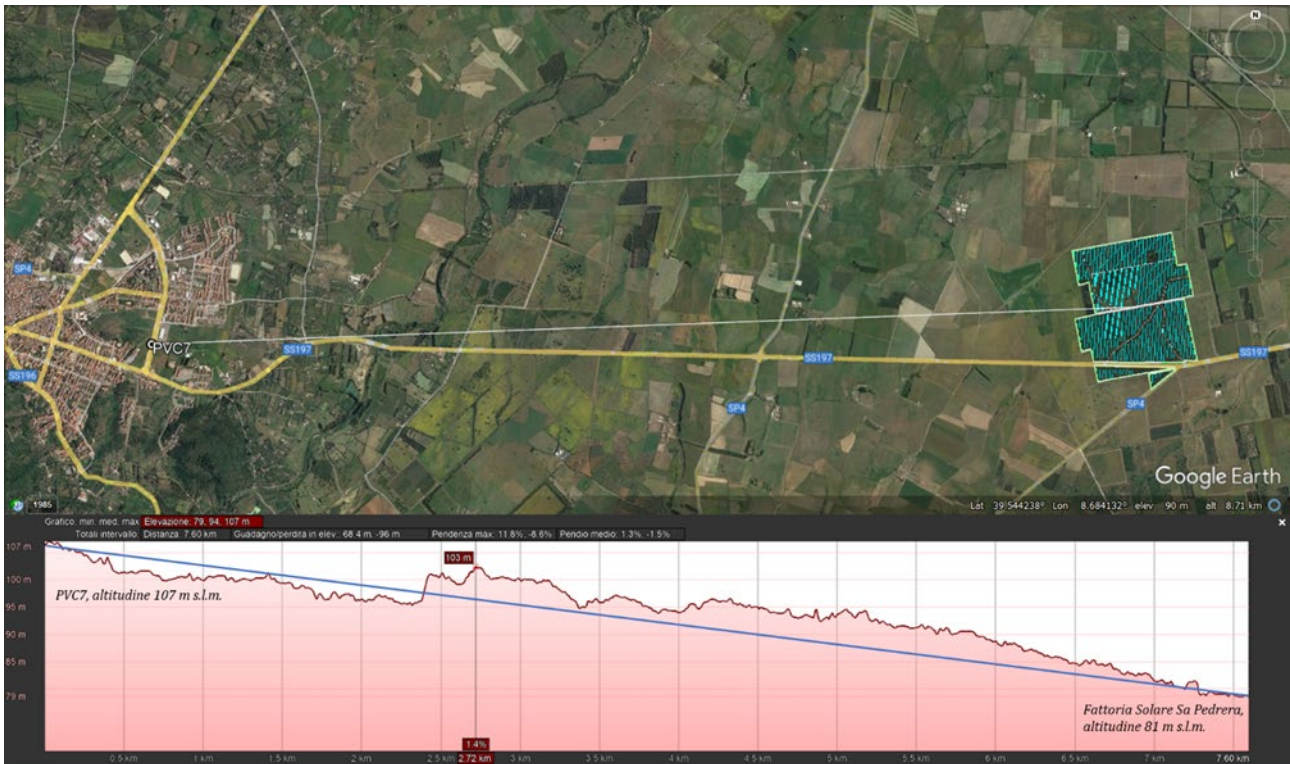 N
SP4
PVC7
SS197
SS197
SS197
SS196
SP4
SP4
Google Earth
1985
Lat 39.544238° Lon 8.684132° elev 90 m alt 8.71 km
Grafico: min. med. max Elevazione: 79, 94, 107 m
Totali intervallo: Distanza: 7.60 km Guadagno/perdita in elev.: 68.4 m, -96 m Pendenza max: 11.8%, -8.6% Pendio medio: 1.3%, -1.5%
107 m
103 m
100 m
PVC7, altitudine 107 m s.l.m.
95 m
90 m
85 m
79 m
Fattoria Solare Sa Pedrera,
altitudine 81 m s.l.m.
1.4%
0.5 km 1 km 1.5 km 2 km 2.5 km 2.72 km 3 km 3.5 km 4 km 4.5 km 5 km 5.5 km 6 km 6.5 km 7 km 7.60 km